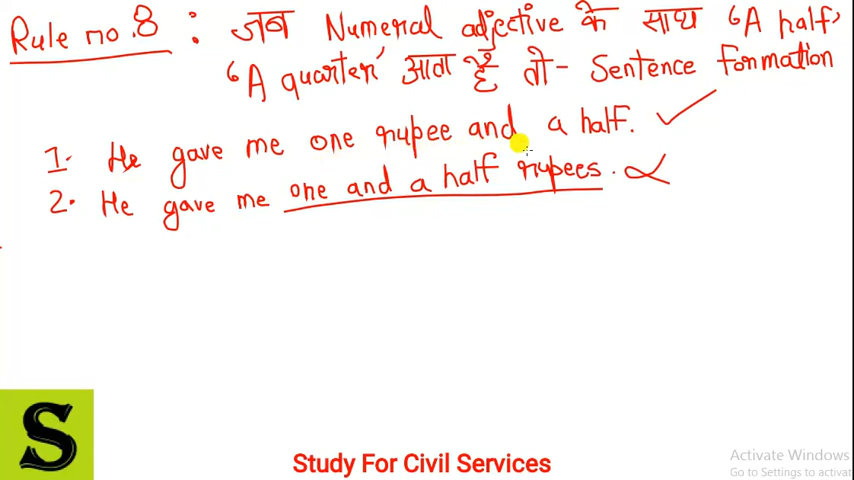 Rule no.8 : जब Numeral adjective के साथ 'A half'
'A quarter' आता है तो- Sentence formation
1. He gave me one rupee and a half. ✓
2. He gave me one and a half rupees. ✗
S
Study For Civil Services
Activate Windows
Go to Settings to activat